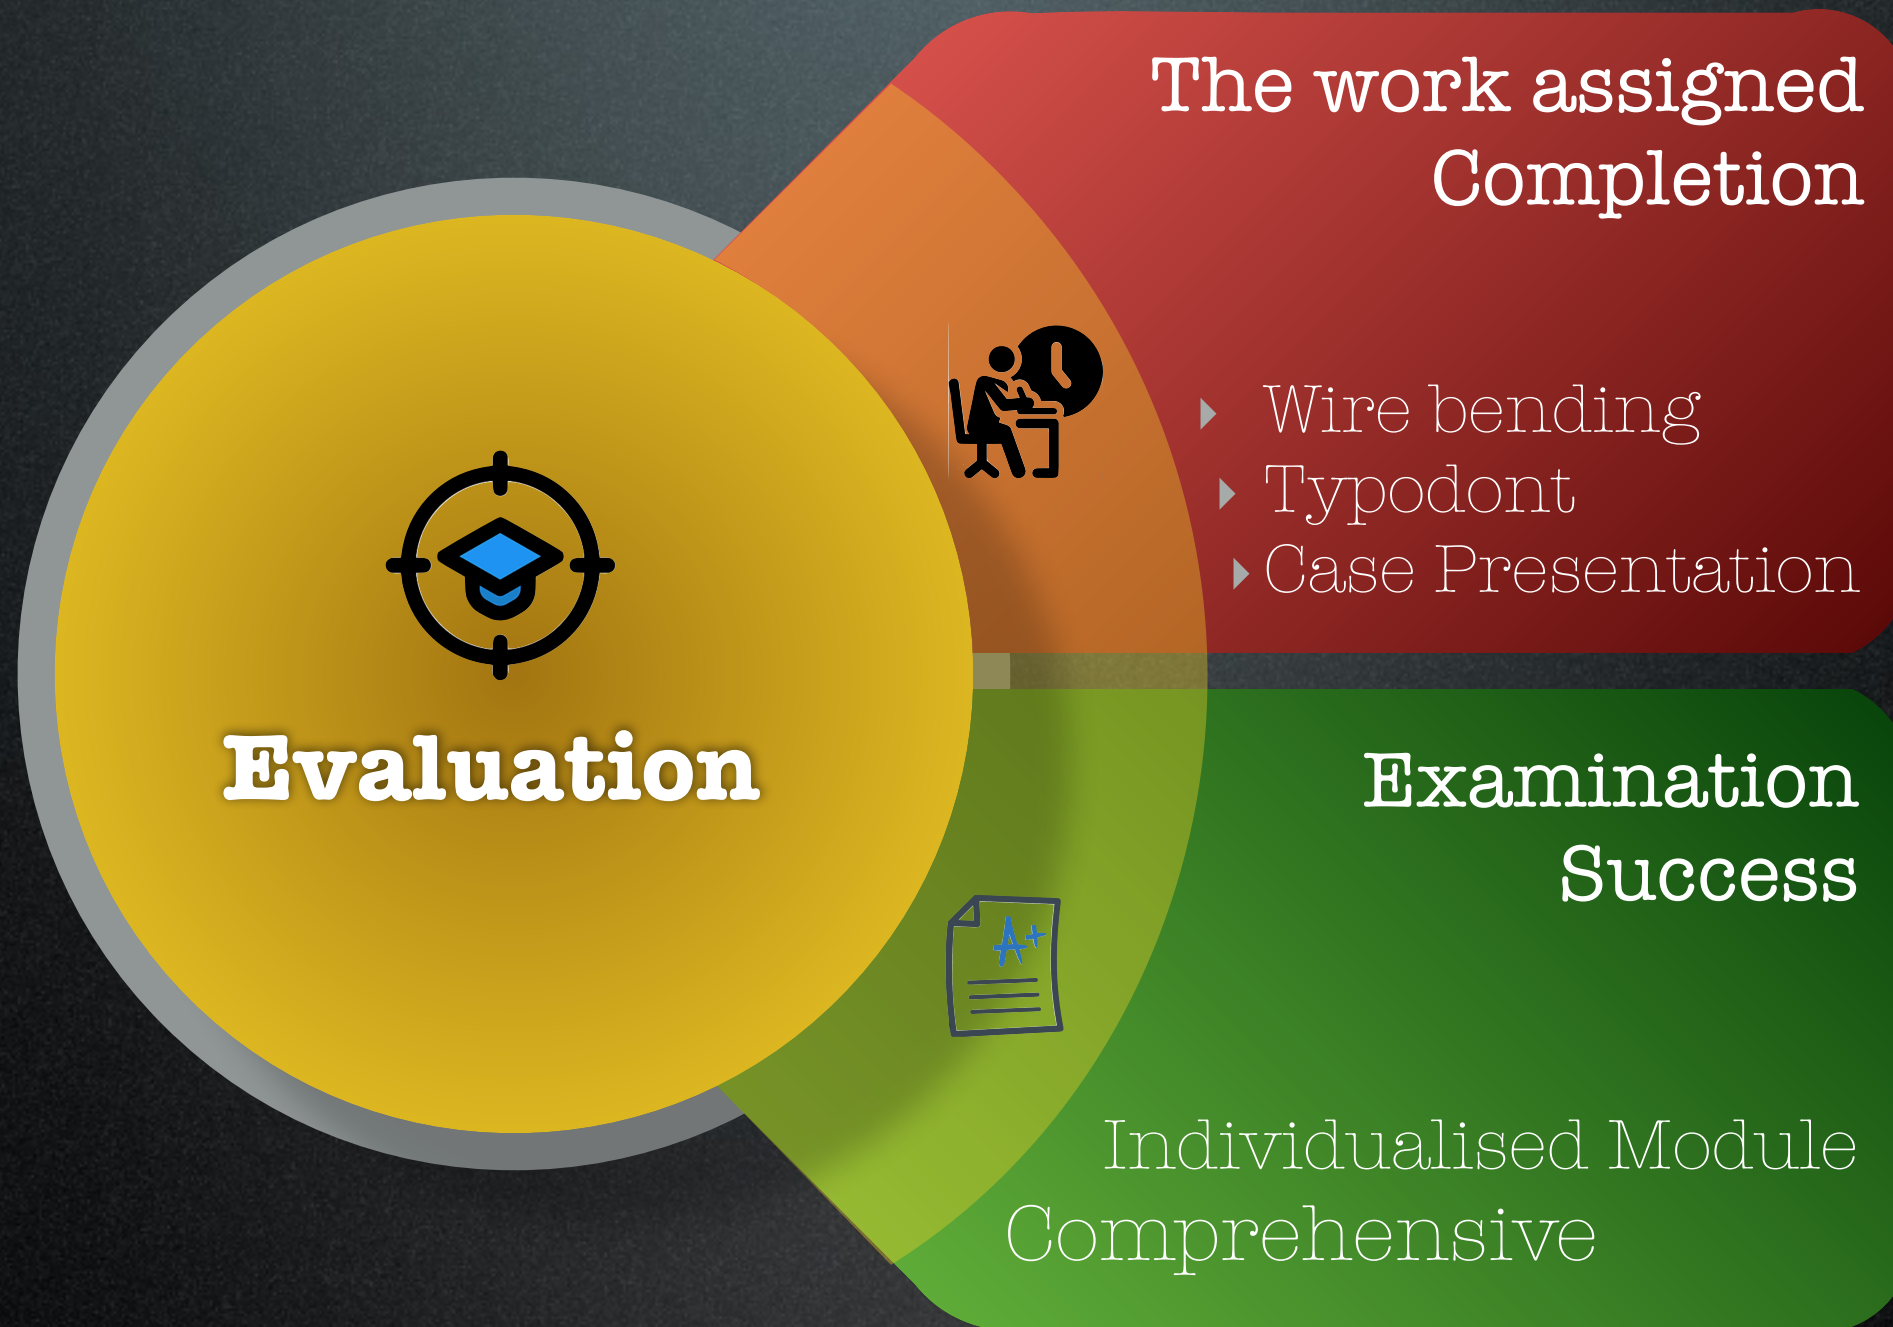 The work assigned
Completion
Wire bending
Typodont
Case Presentation
Evaluation
Examination
Success
A+
Individualised Module
Comprehensive